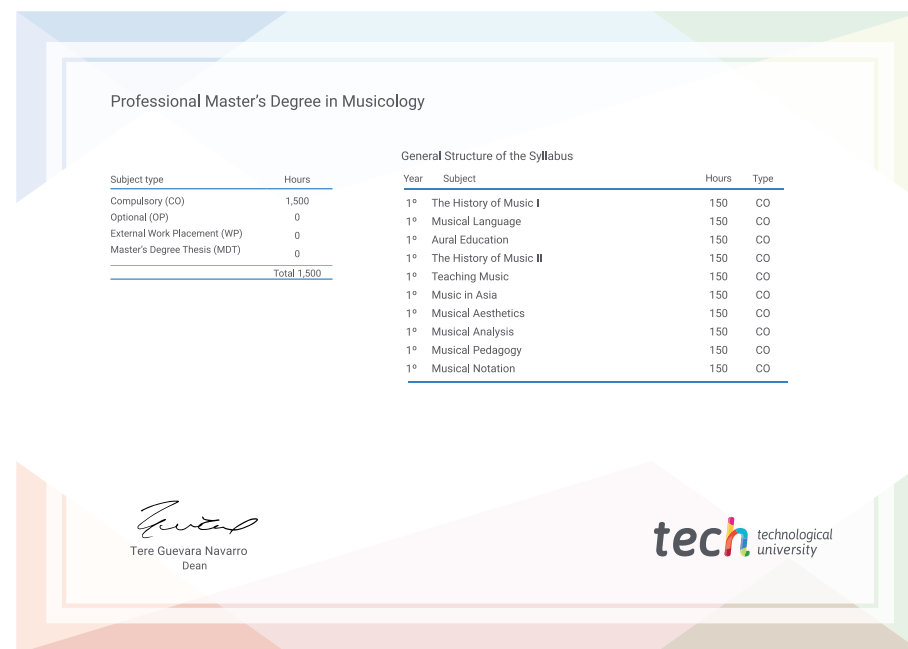 Professional Master's Degree in Musicology
Subject type Hours
Compulsory (CO) 1,500
Optional (OP) 0
External Work Placement (WP) 0
Master's Degree Thesis (MDT) 0
Total 1,500
General Structure of the Syllabus
Year Subject Hours Type
1º The History of Music I 150 CO
1º Musical Language 150 CO
1º Aural Education 150 CO
1º The History of Music II 150 CO
1º Teaching Music 150 CO
1º Music in Asia 150 CO
1º Musical Aesthetics 150 CO
1º Musical Analysis 150 CO
1º Musical Pedagogy 150 CO
1º Musical Notation 150 CO
Tere Guevara Navarro
Dean
tech technological
university